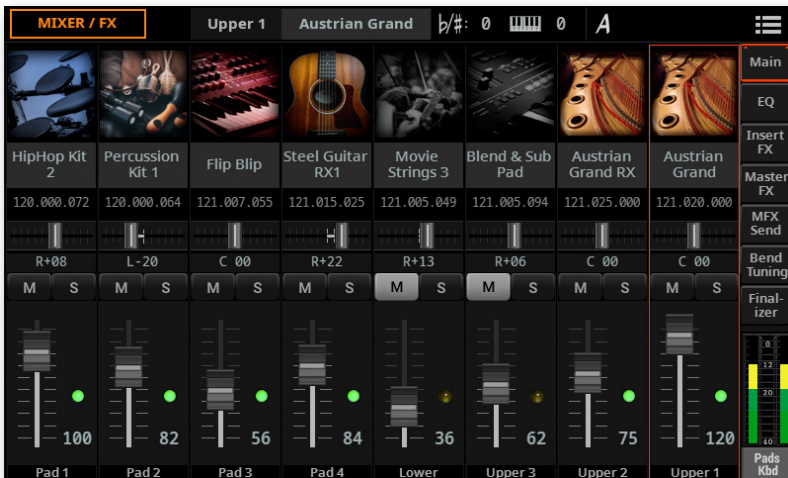 MIXER / FX
Upper 1
Austrian Grand
♭/#: 0
0
A
HipHop Kit
2
Percussion
Kit 1
Flip Blip
Steel Guitar
RX1
Movie
Strings 3
Blend & Sub
Pad
Austrian
Grand RX
Austrian
Grand
120.000.072
120.000.064
121.007.055
121.015.025
121.005.049
121.005.094
121.025.000
121.020.000
R+08
L-20
C 00
R+22
R+13
R+06
C 00
C 00
M S
M S
M S
M S
M S
M S
M S
M S
100
82
56
84
36
62
75
120
Pad 1
Pad 2
Pad 3
Pad 4
Lower
Upper 3
Upper 2
Upper 1
Main
EQ
Insert
FX
Master
FX
MFX
Send
Bend
Tuning
Final-
izer
0
12
20
40
Pads
Kbd